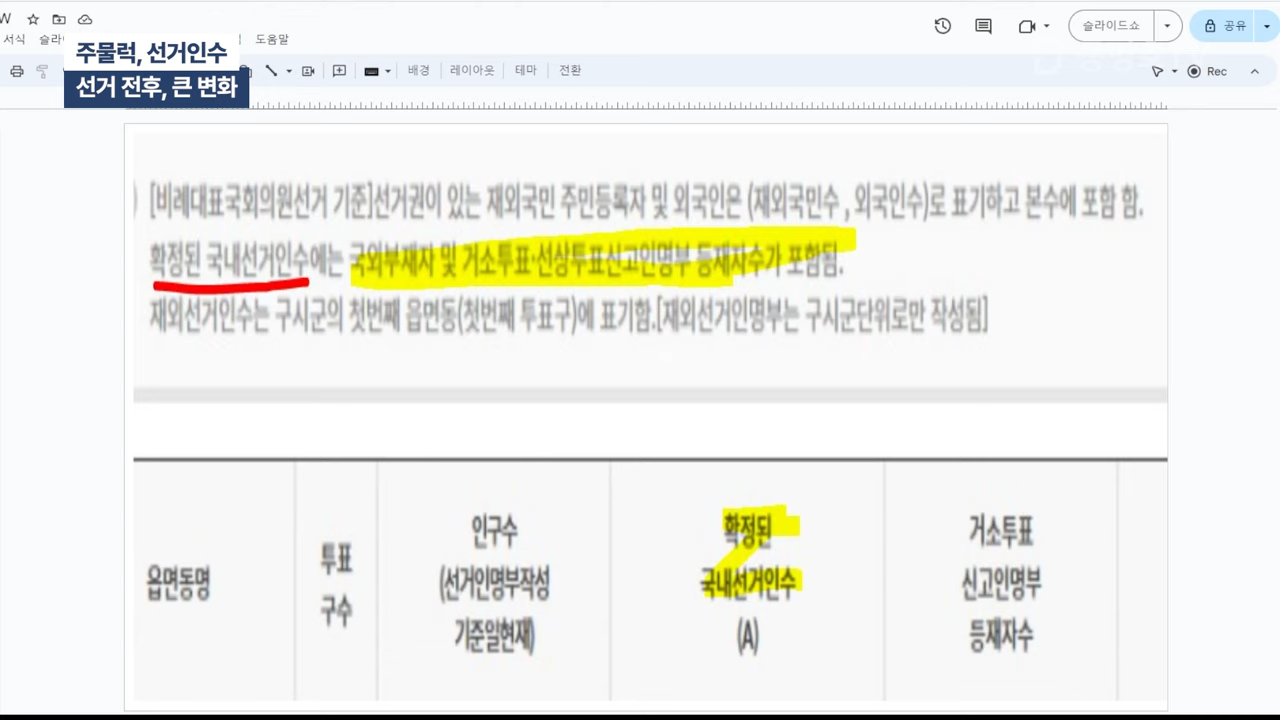 서식
도움말
슬라이드쇼
공유
주물럭, 선거인수
선거 전후, 큰 변화
배경
레이아웃
테마
전환
Rec
[비례대표국회의원선거 기준]선거권이 있는 재외국민 주민등록자 및 외국인은 (재외국민수 , 외국인수)로 표기하고 본수에 포함 함.
확정된 국내선거인수에는 국외부재자 및 거소투표·선상투표신고인명부 등재자수가 포함됨.
재외선거인수는 구시군의 첫번째 읍면동(첫번째 투표구)에 표기함.[재외선거인명부는 구시군단위로만 작성됨]
읍면동명
투표
구수
인구수
(선거인명부작성
기준일현재)
확정된
국내선거인수
(A)
거소투표
신고인명부
등재자수